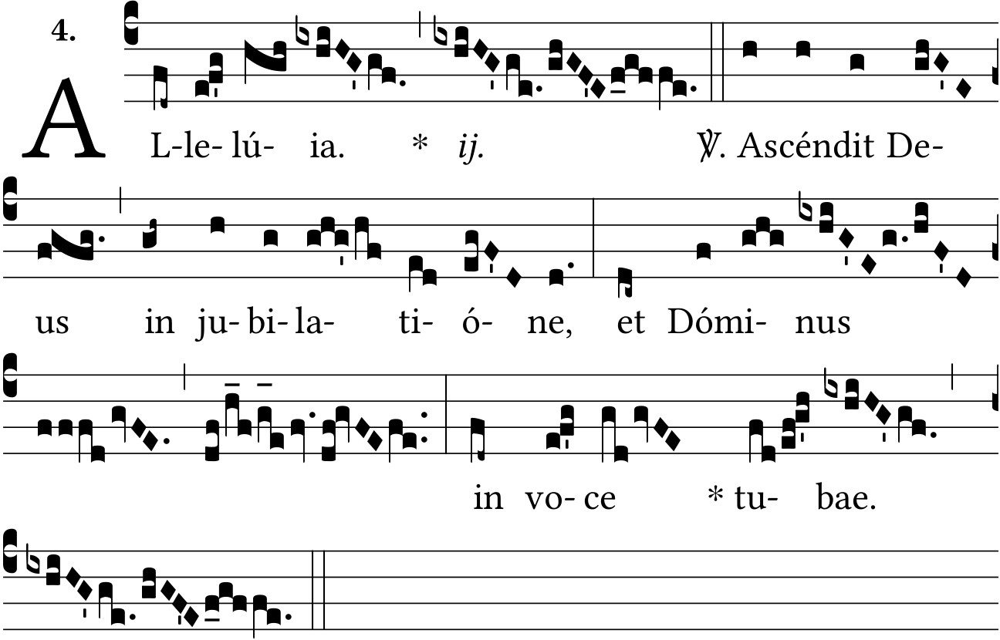 4.
AL-le-lú-ia. * ij. ℣. Ascéndit De-
us in ju-bi-la-ti-ó-ne, et Dómi-nus
in vo-ce * tu-bae.